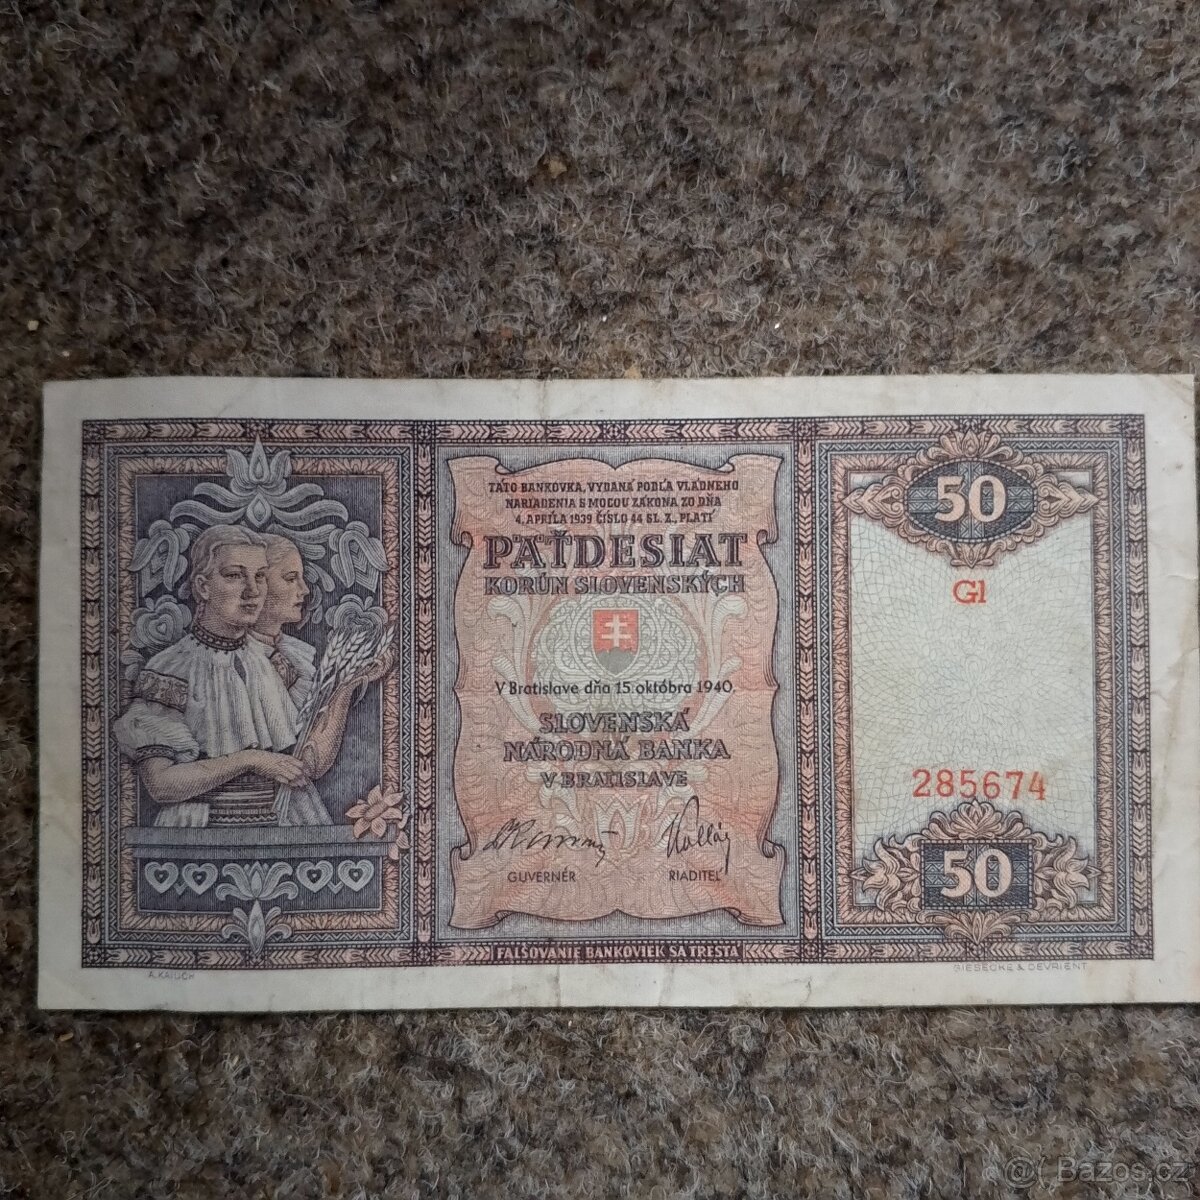 TÁTO BANKOVKA, VYDANÁ PODĽA VLÁDNEHO
NARIADENIA S MOCOU ZÁKONA ZO DŇA
4. APRÍLA 1939 ČÍSLO 44 SL. Z., PLATÍ
PÄŤDESIAT
KORÚN SLOVENSKÝCH
V Bratislave dňa 15. októbra 1940.
SLOVENSKÁ
NÁRODNÁ BANKA
V BRATISLAVE
GUVERNÉR
RIADITEĽ
FALŠOVANIE BANKOVIEK SA TRESTÁ
50
Gl
285674
50
GIESECKE & DEVRIENT
Bazos.cz